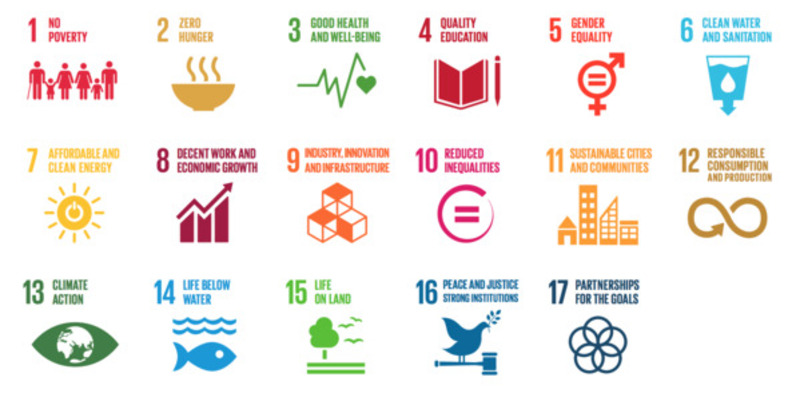 1 NO
POVERTY
2 ZERO
HUNGER
3 GOOD HEALTH
AND WELL-BEING
4 QUALITY
EDUCATION
5 GENDER
EQUALITY
6 CLEAN WATER
AND SANITATION
7 AFFORDABLE AND
CLEAN ENERGY
8 DECENT WORK AND
ECONOMIC GROWTH
9 INDUSTRY, INNOVATION
AND INFRASTRUCTURE
10 REDUCED
INEQUALITIES
11 SUSTAINABLE CITIES
AND COMMUNITIES
12 RESPONSIBLE
CONSUMPTION
AND PRODUCTION
13 CLIMATE
ACTION
14 LIFE BELOW
WATER
15 LIFE
ON LAND
16 PEACE AND JUSTICE
STRONG INSTITUTIONS
17 PARTNERSHIPS
FOR THE GOALS